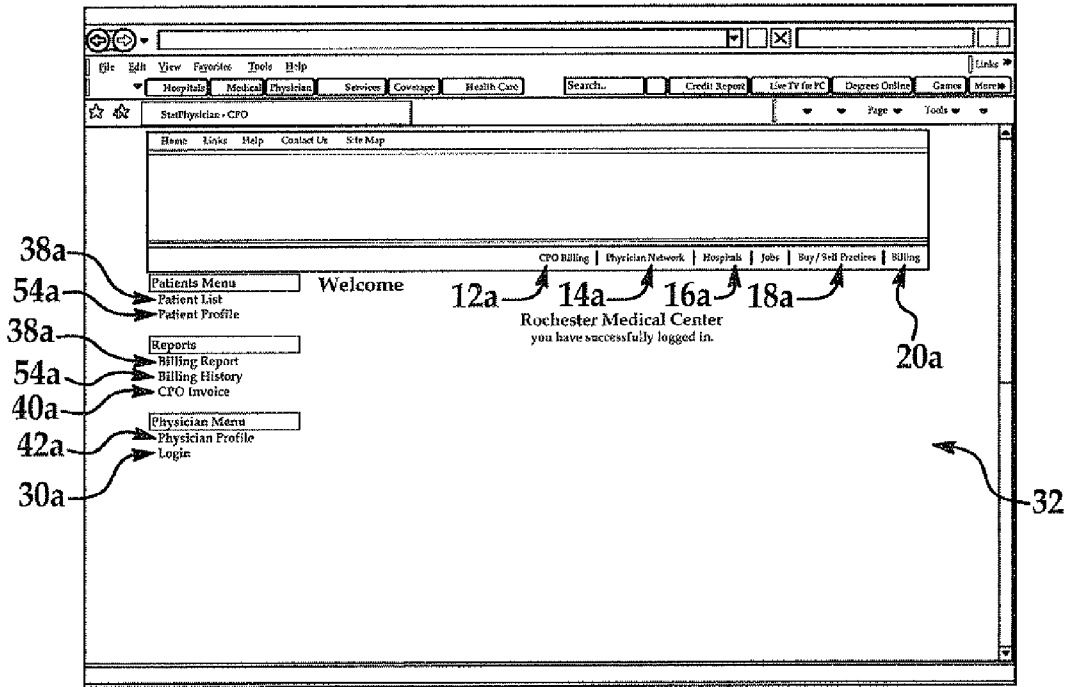 File Edit View Favorites Tools Help Links
Hospitals Medical Physician Services Coverage Health Care Search.. Credit Report Live TV for PC Degrees Online Games More
StatPhysician - CPO Page Tools
Home Links Help Contact Us Site Map
CPO Billing | Physician Network | Hospitals | Jobs | Buy / Sell Practices | Billing
12a 14a 16a 18a
20a
38a
54a
38a
54a
40a
42a
30a
Patients Menu
Patient List
Patient Profile
Reports
Billing Report
Billing History
CPO Invoice
Physician Menu
Physician Profile
Login
Welcome
Rochester Medical Center
you have successfully logged in.
32